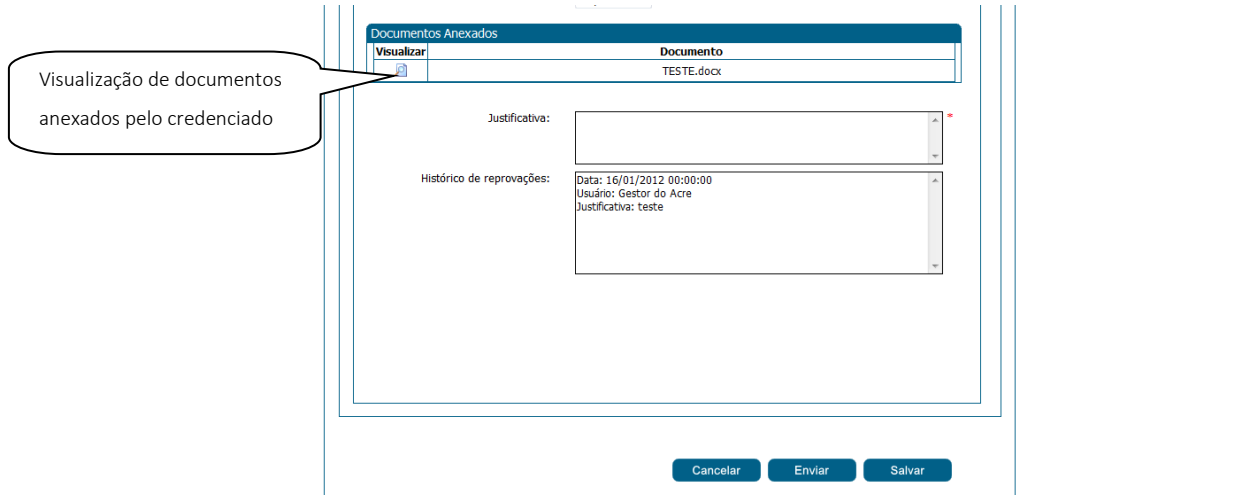 Documentos Anexados
Visualizar Documento
TESTE.docx
Visualização de documentos
anexados pelo credenciado
Justificativa: *
Histórico de reprovações:
Data: 16/01/2012 00:00:00
Usuário: Gestor do Acre
Justificativa: teste
Cancelar Enviar Salvar